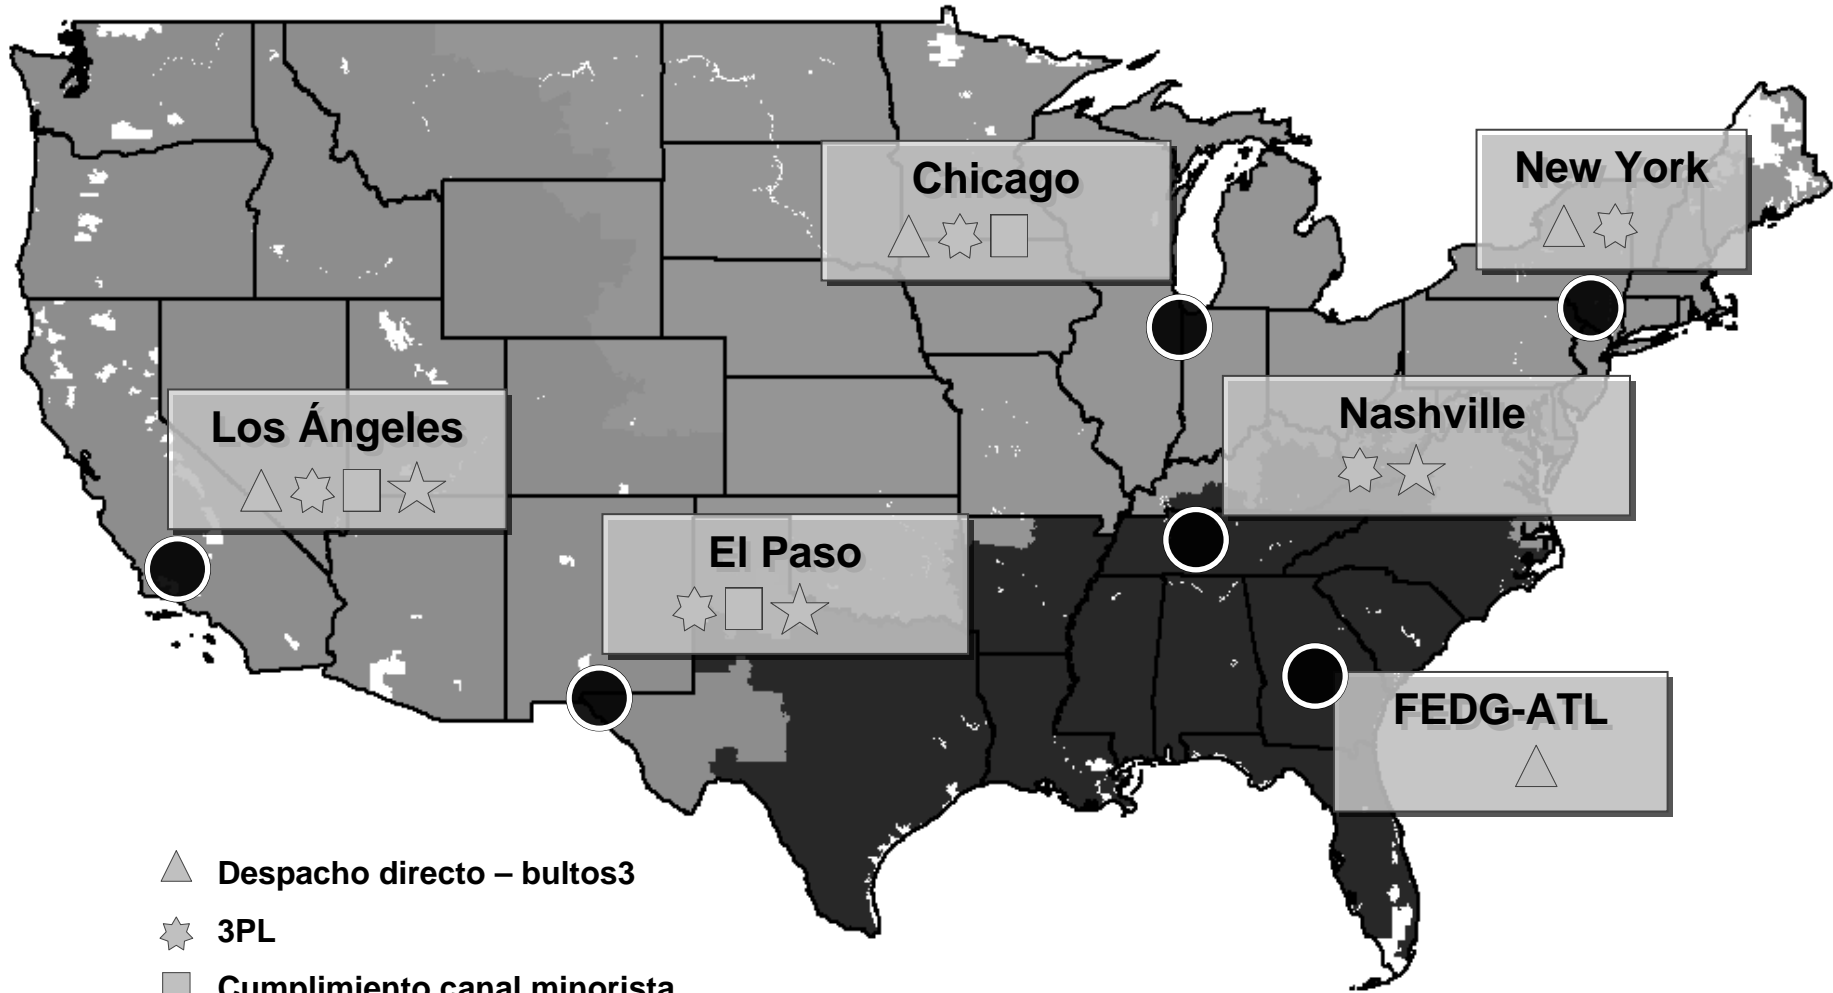 Chicago
New York
Los Ángeles
Nashville
El Paso
FEDG-ATL
Despacho directo – bultos3
3PL
Cumplimiento canal minorista